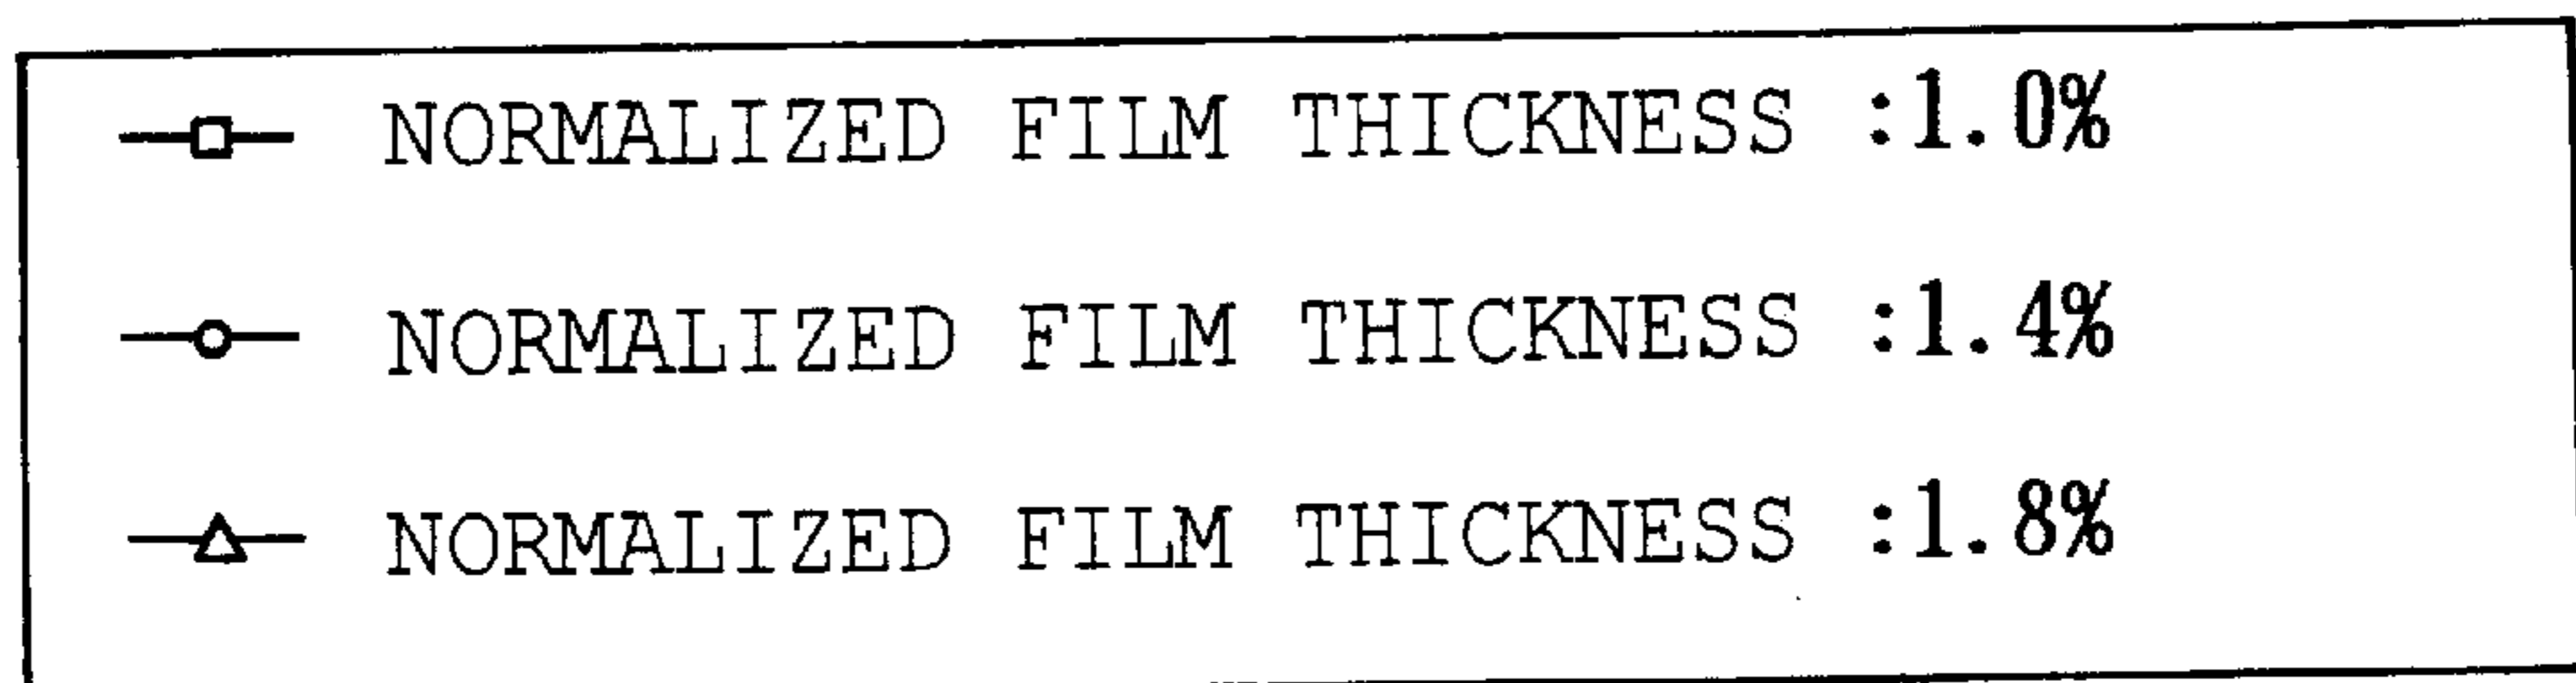 NORMALIZED FILM THICKNESS :1.0%
NORMALIZED FILM THICKNESS :1.4%
NORMALIZED FILM THICKNESS :1.8%